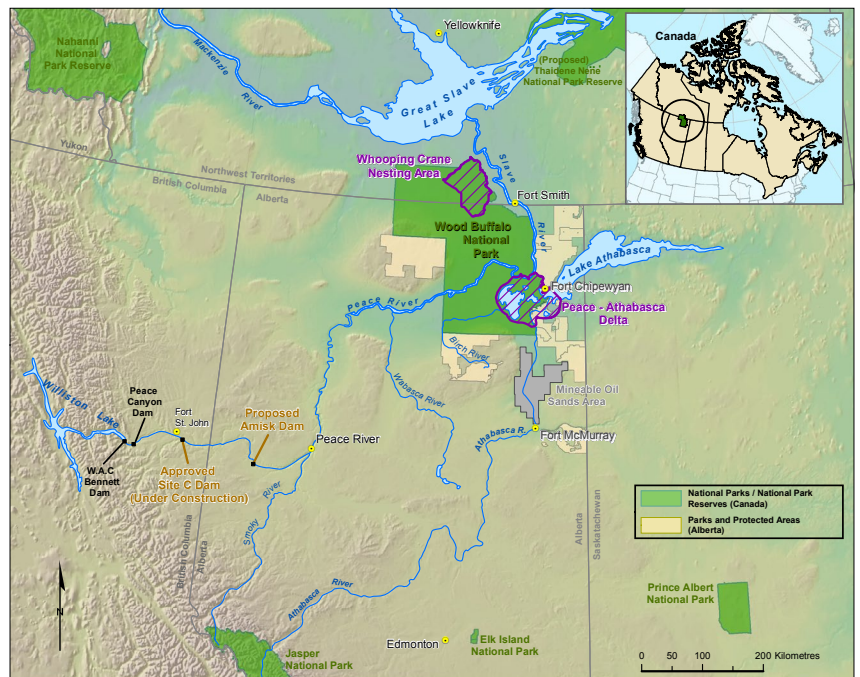 Nahanni
National
Park Reserve
Mackenzie
River
Yellowknife
(Proposed)
Thaidene Nene
National Park Reserve
Great Slave
Lake
Canada
Yukon
Northwest Territories
British Columbia
Alberta
Whooping Crane
Nesting Area
Slave
River
Fort Smith
Wood Buffalo
National
Park
Lake Athabasca
Fort Chipewyan
Peace - Athabasca
Delta
Peace River
Birch River
Wabasca River
Mineable Oil
Sands Area
Williston Lake
Peace
Canyon
Dam
Fort
St. John
Proposed
Amisk Dam
Peace River
W.A.C
Bennett
Dam
Approved
Site C Dam
(Under Construction)
Athabasca R.
Fort McMurray
Smoky River
British Columbia
Alberta
Alberta
Saskatchewan
National Parks / National Park
Reserves (Canada)
Parks and Protected Areas
(Alberta)
N
Athabasca River
Prince Albert
National Park
Edmonton
Elk Island
National Park
Jasper
National Park
0 50 100 200 Kilometres